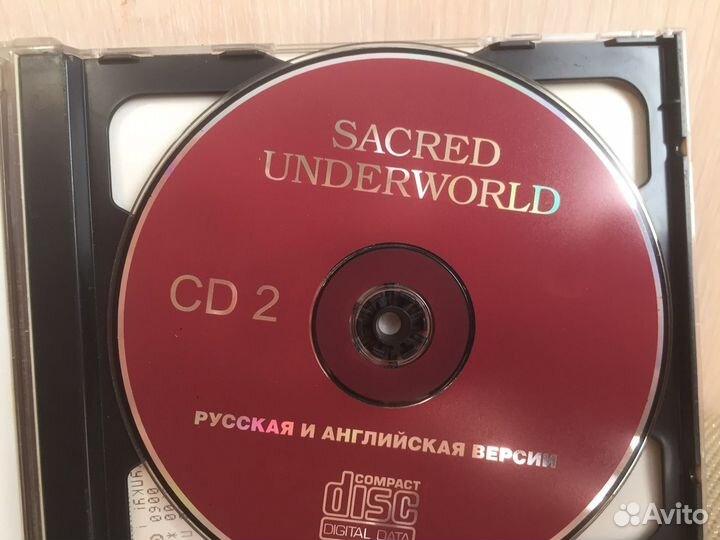 SACRED
UNDERWORLD
CD 2
РУССКАЯ И АНГЛИЙСКАЯ ВЕРСИИ
COMPACT
disc
DIGITAL DATA
Avito